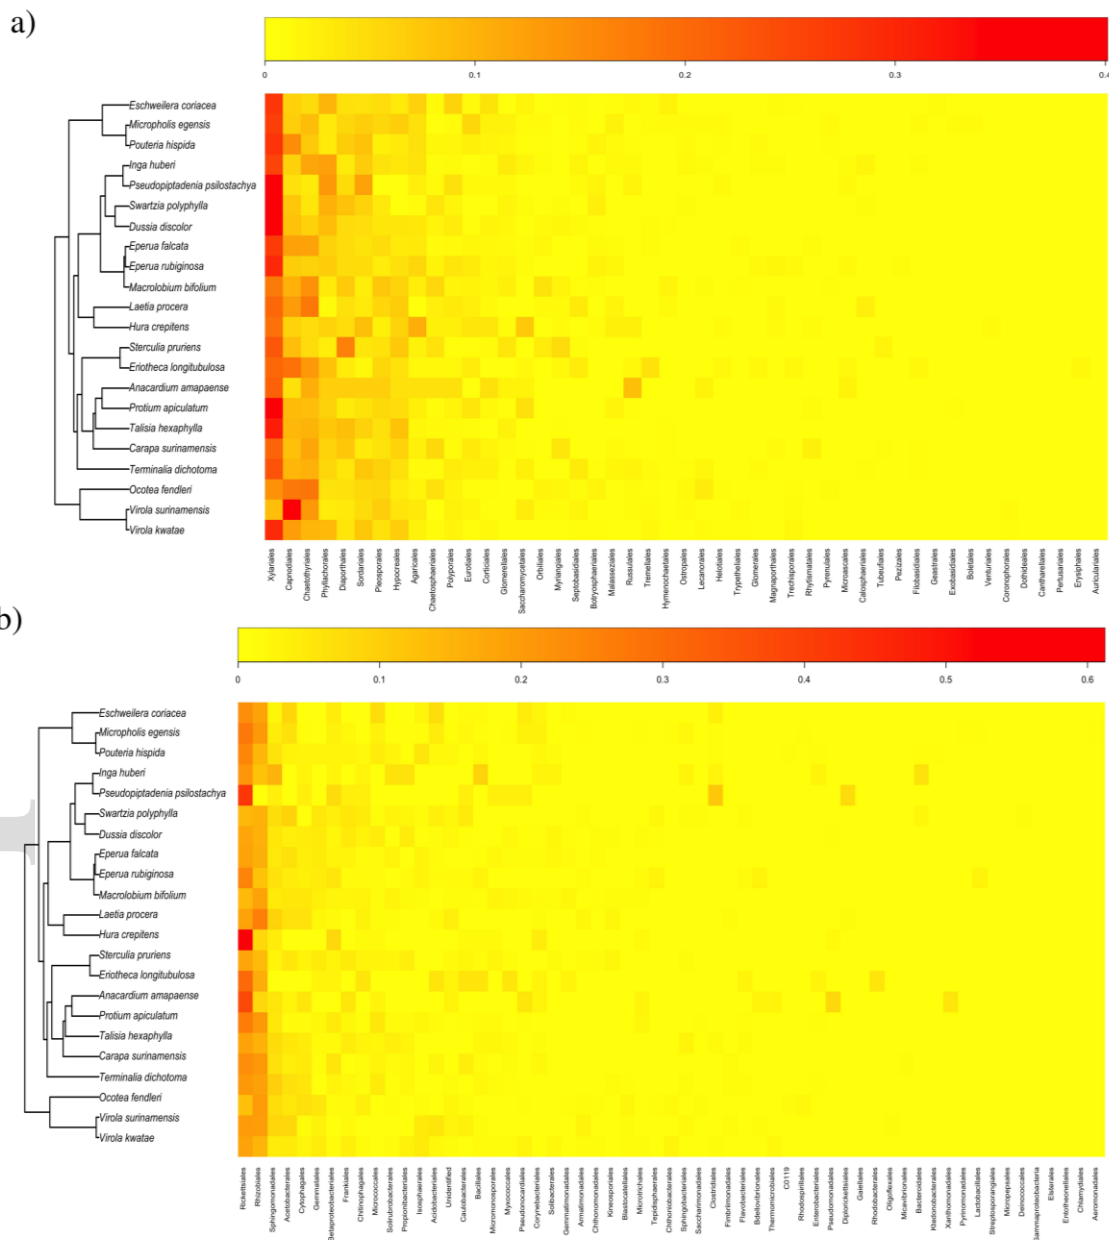 a)
0 0.1 0.2 0.3 0.4
Eschweilera coriacea
Micropholis egensis
Pouteria hispida
Inga huberi
Pseudopiptadenia psilostachya
Swartzia polyphylla
Dussia discolor
Eperua falcata
Eperua rubiginosa
Macrolobium bifolium
Laetia procera
Hura crepitens
Sterculia pruriens
Eriotheca longitubulosa
Anacardium amapaense
Protium apiculatum
Talisia hexaphylla
Carapa surinamensis
Terminalia dichotoma
Ocotea fendleri
Virola surinamensis
Virola kwatae
Xylariales
Capnodiales
Chaetothyriales
Phyllachorales
Diaporthales
Sordariales
Pleosporales
Hypocreales
Agaricales
Chaetosphaeriales
Polyporales
Eurotiales
Corticiales
Glomerellales
Saccharomycetales
Orbiliales
Myriangiales
Septobasidiales
Botryosphaeriales
Malasseziales
Russulales
Tremellales
Hymenochaetales
Ostropales
Lecanorales
Helotiales
Trypetheliales
Glomerales
Magnaporthales
Trechisporales
Rhytismatales
Pyrenulales
Microascales
Calosphaeriales
Tubeufiales
Pezizales
Filobasidiales
Geastrales
Exobasidiales
Boletales
Venturiales
Coronophorales
Dothideales
Cantharellales
Pertusariales
Erysiphales
Auriculariales
b)
0 0.1 0.2 0.3 0.4 0.5 0.6
Eschweilera coriacea
Micropholis egensis
Pouteria hispida
Inga huberi
Pseudopiptadenia psilostachya
Swartzia polyphylla
Dussia discolor
Eperua falcata
Eperua rubiginosa
Macrolobium bifolium
Laetia procera
Hura crepitens
Sterculia pruriens
Eriotheca longitubulosa
Anacardium amapaense
Protium apiculatum
Talisia hexaphylla
Carapa surinamensis
Terminalia dichotoma
Ocotea fendleri
Virola surinamensis
Virola kwatae
Rickettsiales
Rhizobiales
Sphingomonadales
Acetobacterales
Cytophagales
Gemmatales
Betaproteobacteriales
Frankiales
Chitinophagales
Micrococcales
Solirubrobacterales
Propionibacteriales
Isosphaerales
Acidobacteriales
Unidentified
Caulobacterales
Bacillales
Micromonosporales
Myxococcales
Pseudonocardiales
Corynebacteriales
Solibacterales
Gemmatimonadales
Armatimonadales
Chthonomonadales
Kineosporiales
Blastocatellales
Microtrichales
Tepidisphaerales
Chthoniobacterales
Sphingobacteriales
Saccharimonadales
Clostridiales
Fimbriimonadales
Flavobacteriales
Bdellovibrionales
Thermomicrobiales
C0119
Rhodospirillales
Enterobacteriales
Pseudomonadales
Diplorickettsiales
Gaiellales
Rhodobacterales
Oligoflexales
Micavibrionales
Bacteroidales
Ktedonobacterales
Xanthomonadales
Pyrinomonadales
Lactobacillales
Streptosporangiales
Micropepsales
Deinococcales
Gammaproteobacteria
Elsterales
Entotheonellales
Chlamydiales
Aeromonadales